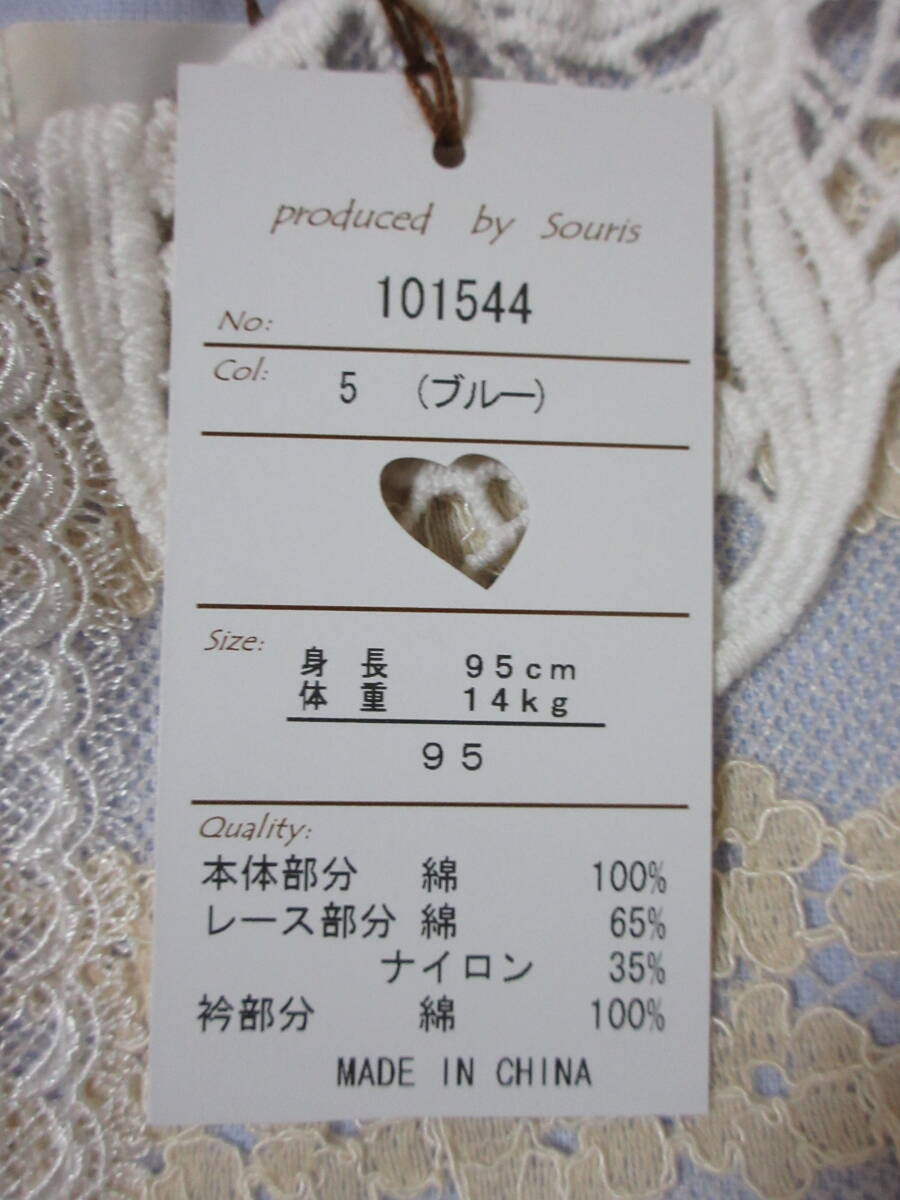 produced by Souris
No: 101544
Col: 5 (ブルー)
Size:
身長 95cm
体重 14kg
95
Quality:
本体部分 綿 100%
レース部分 綿 65%
ナイロン 35%
衿部分 綿 100%
MADE IN CHINA